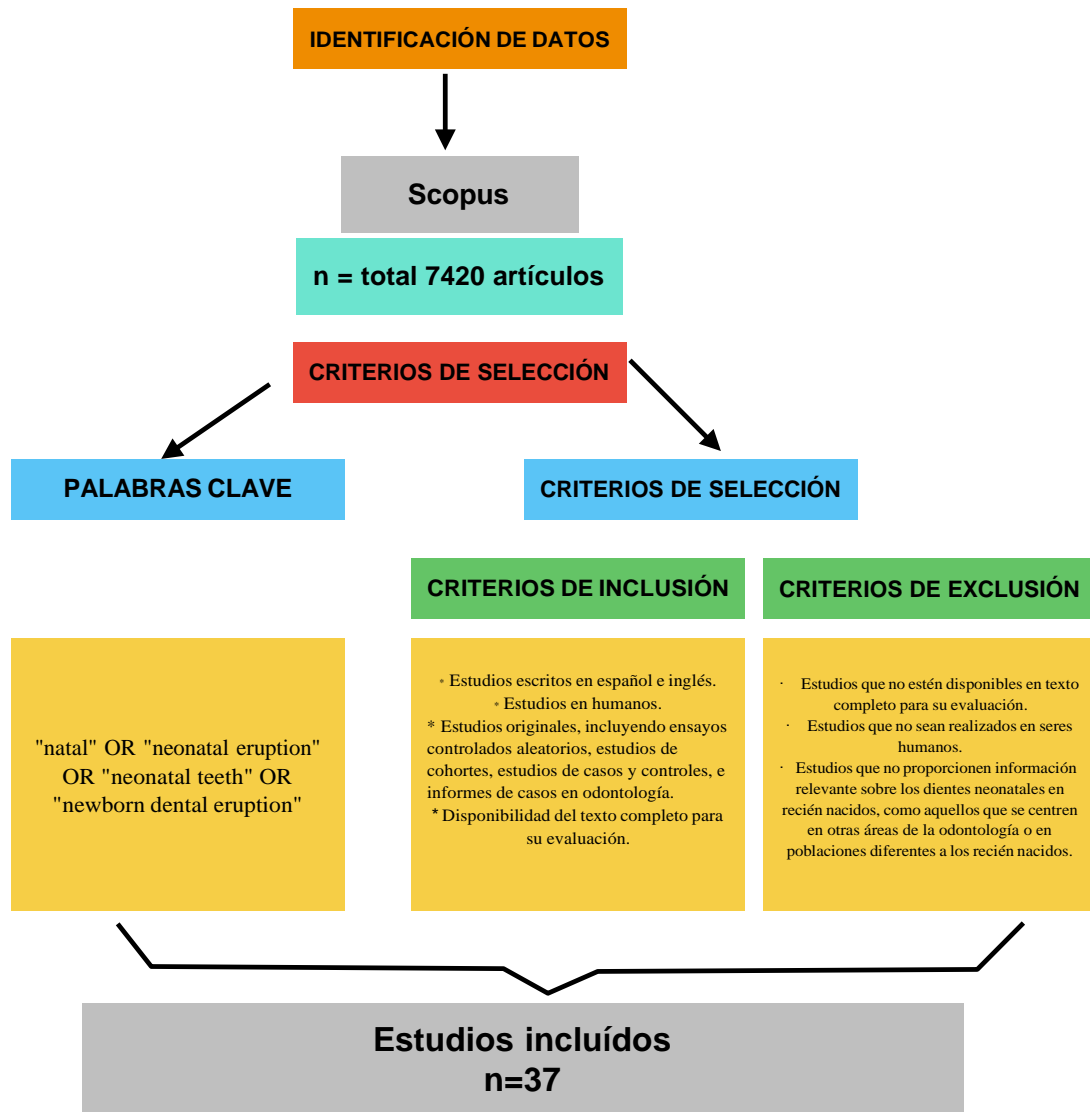 IDENTIFICACIÓN DE DATOS
Scopus
n = total 7420 artículos
CRITERIOS DE SELECCIÓN
PALABRAS CLAVE
CRITERIOS DE SELECCIÓN
CRITERIOS DE INCLUSIÓN
CRITERIOS DE EXCLUSIÓN
"natal" OR "neonatal eruption"
OR "neonatal teeth" OR
"newborn dental eruption"
* Estudios escritos en español e inglés.
* Estudios en humanos.
* Estudios originales, incluyendo ensayos
controlados aleatorios, estudios de
cohortes, estudios de casos y controles, e
informes de casos en odontología.
* Disponibilidad del texto completo para
su evaluación.
· Estudios que no estén disponibles en texto
completo para su evaluación.
· Estudios que no sean realizados en seres
humanos.
· Estudios que no proporcionen información
relevante sobre los dientes neonatales en
recién nacidos, como aquellos que se centren
en otras áreas de la odontología o en
poblaciones diferentes a los recién nacidos.
Estudios incluídos
n=37